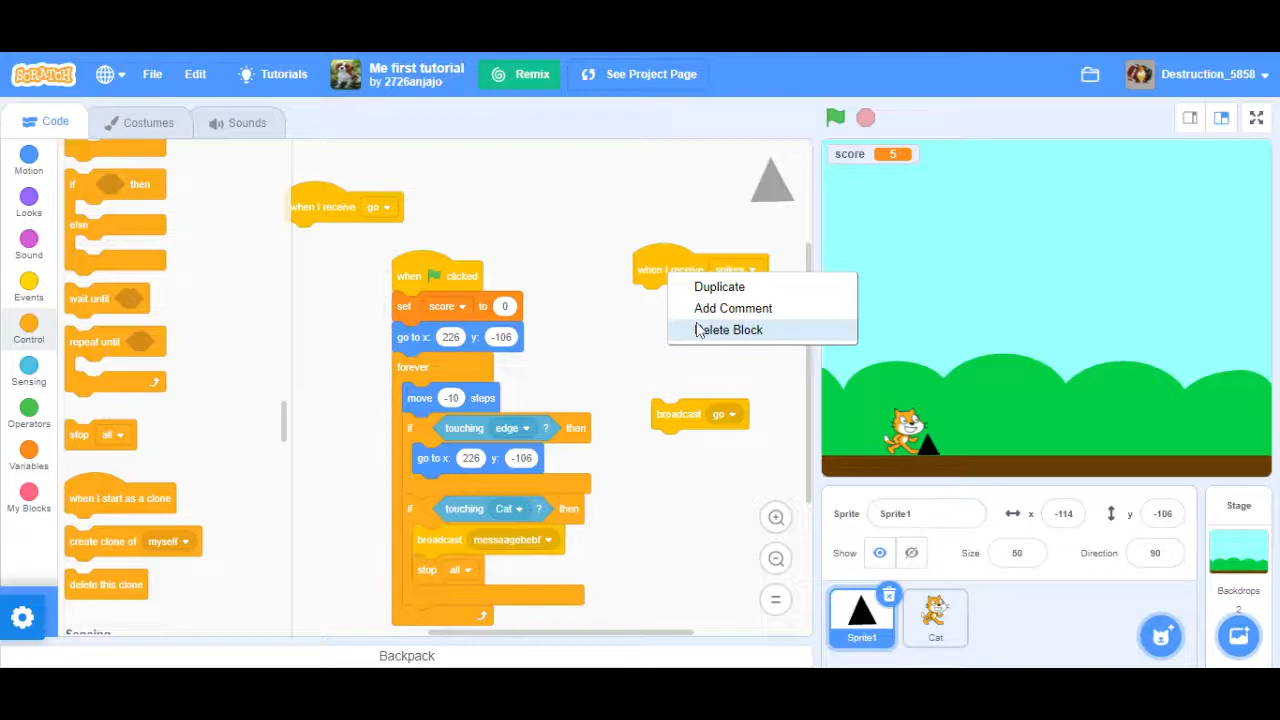 SCRATCH File Edit Tutorials Me first tutorial Remix See Project Page Destruction_5858
by 2726anjajo
Code Costumes Sounds
Motion
Looks
Sound
Events
Control
Sensing
Operators
Variables
My Blocks
if then
else
wait until
repeat until
stop all
when I start as a clone
create clone of myself
delete this clone
when I receive go
when clicked
set score to 0
go to x: 226 y: -106
forever
move -10 steps
if touching edge ? then
go to x: 226 y: -106
if touching Cat ? then
broadcast messaagebebf
stop all
when I receive spikes
Duplicate
Add Comment
Delete Block
broadcast go
Backpack
score 5
Sprite Sprite1 x -114 y -106
Show Size 50 Direction 90
Sprite1 Cat
Stage
Backdrops
2